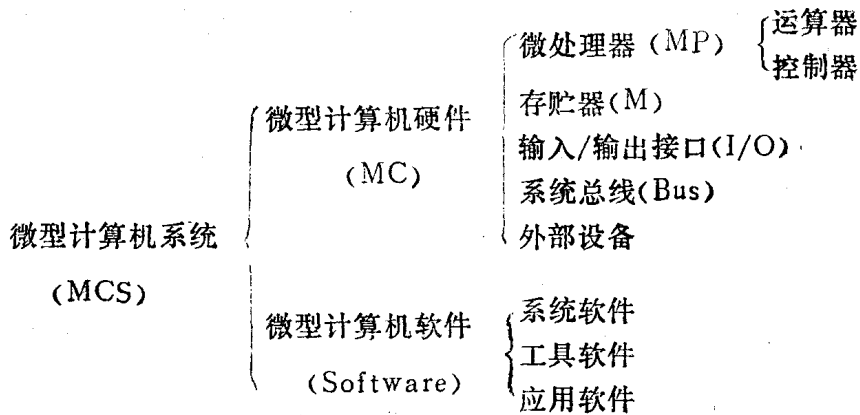 微处理器（MP）
运算器
控制器
存贮器(M)
微型计算机硬件
(MC)
输入/输出接口(I/O)
系统总线(Bus)
外部设备
微型计算机系统
(MCS)
微型计算机软件
(Software)
系统软件
工具软件
应用软件